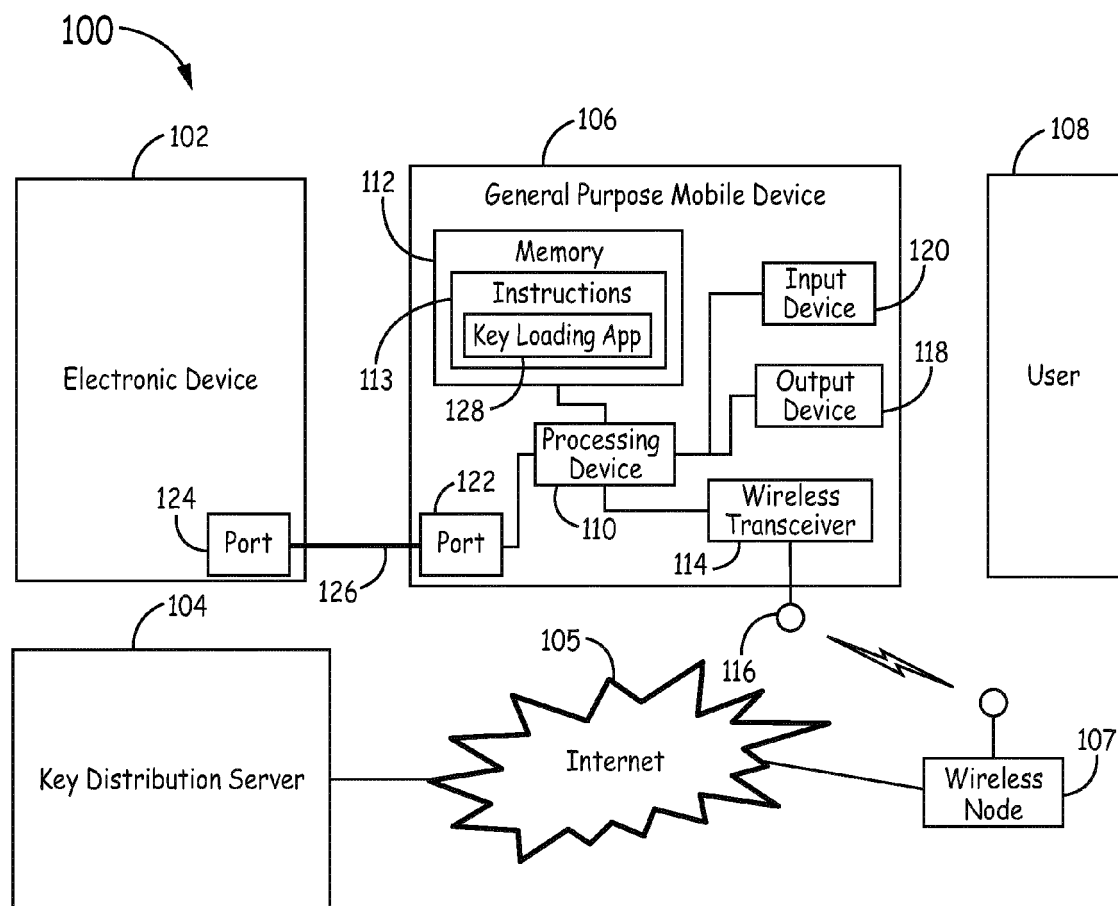 100
102
106
108
General Purpose Mobile Device
112
Memory
Instructions
Key Loading App
113
128
Input
Device
120
Output
Device
118
Electronic Device
User
Processing
Device
110
Wireless
Transceiver
114
124
Port
122
Port
126
104
116
105
Key Distribution Server
Internet
107
Wireless
Node